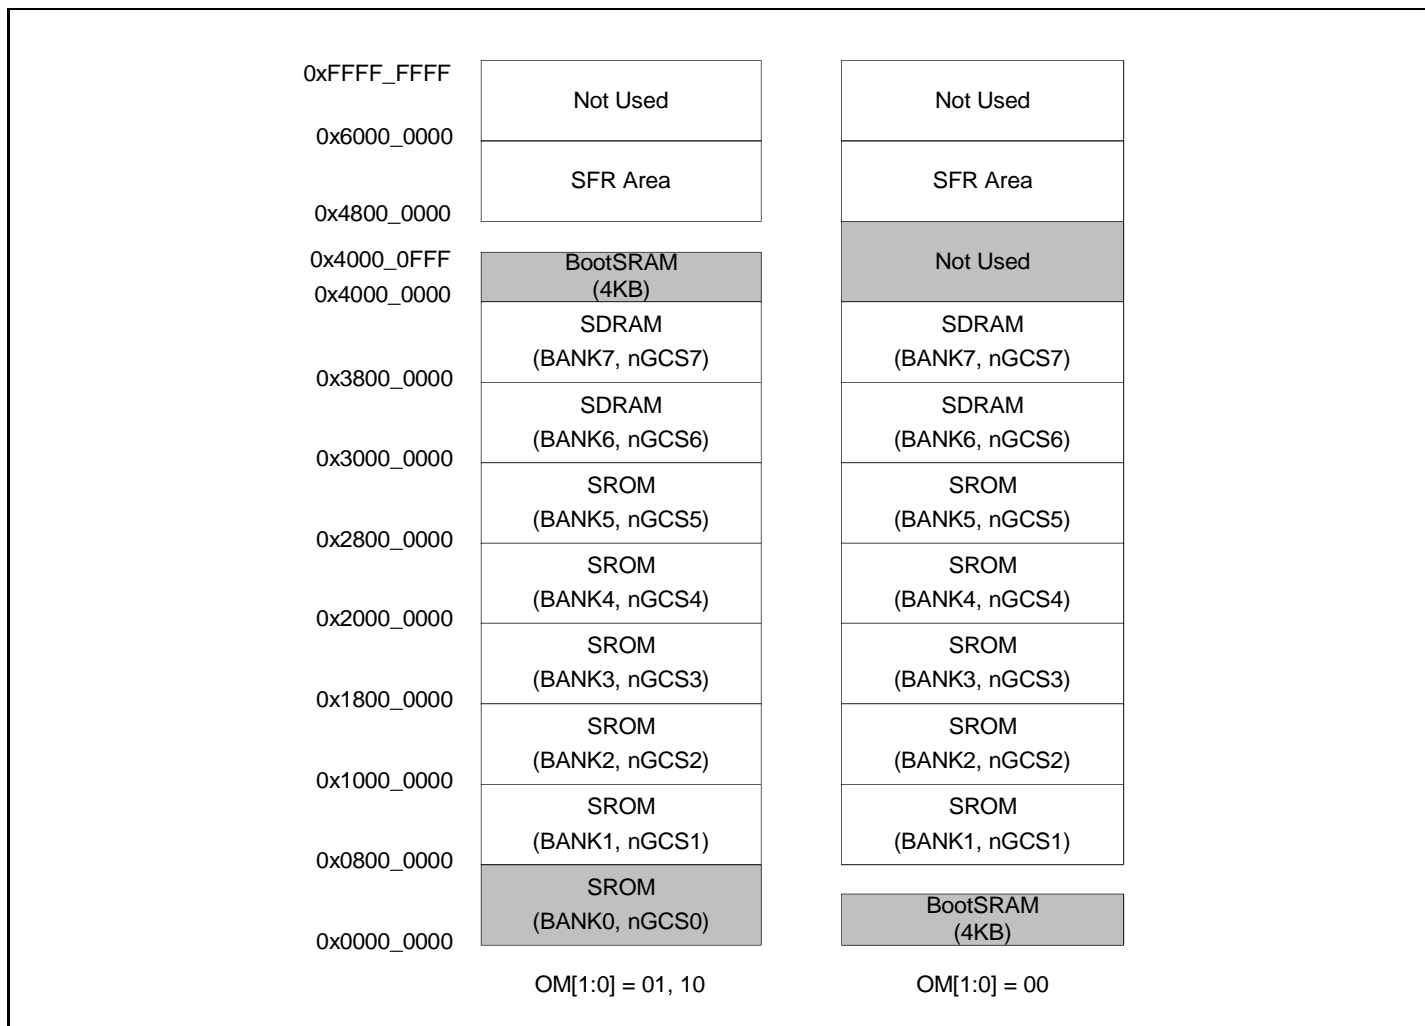 0xFFFF_FFFF
Not Used
Not Used
0x6000_0000
SFR Area
SFR Area
0x4800_0000
0x4000_0FFF
BootSRAM
(4KB)
Not Used
0x4000_0000
SDRAM
(BANK7, nGCS7)
SDRAM
(BANK7, nGCS7)
0x3800_0000
SDRAM
(BANK6, nGCS6)
SDRAM
(BANK6, nGCS6)
0x3000_0000
SROM
(BANK5, nGCS5)
SROM
(BANK5, nGCS5)
0x2800_0000
SROM
(BANK4, nGCS4)
SROM
(BANK4, nGCS4)
0x2000_0000
SROM
(BANK3, nGCS3)
SROM
(BANK3, nGCS3)
0x1800_0000
SROM
(BANK2, nGCS2)
SROM
(BANK2, nGCS2)
0x1000_0000
SROM
(BANK1, nGCS1)
SROM
(BANK1, nGCS1)
0x0800_0000
SROM
(BANK0, nGCS0)
BootSRAM
(4KB)
0x0000_0000
OM[1:0] = 01, 10
OM[1:0] = 00